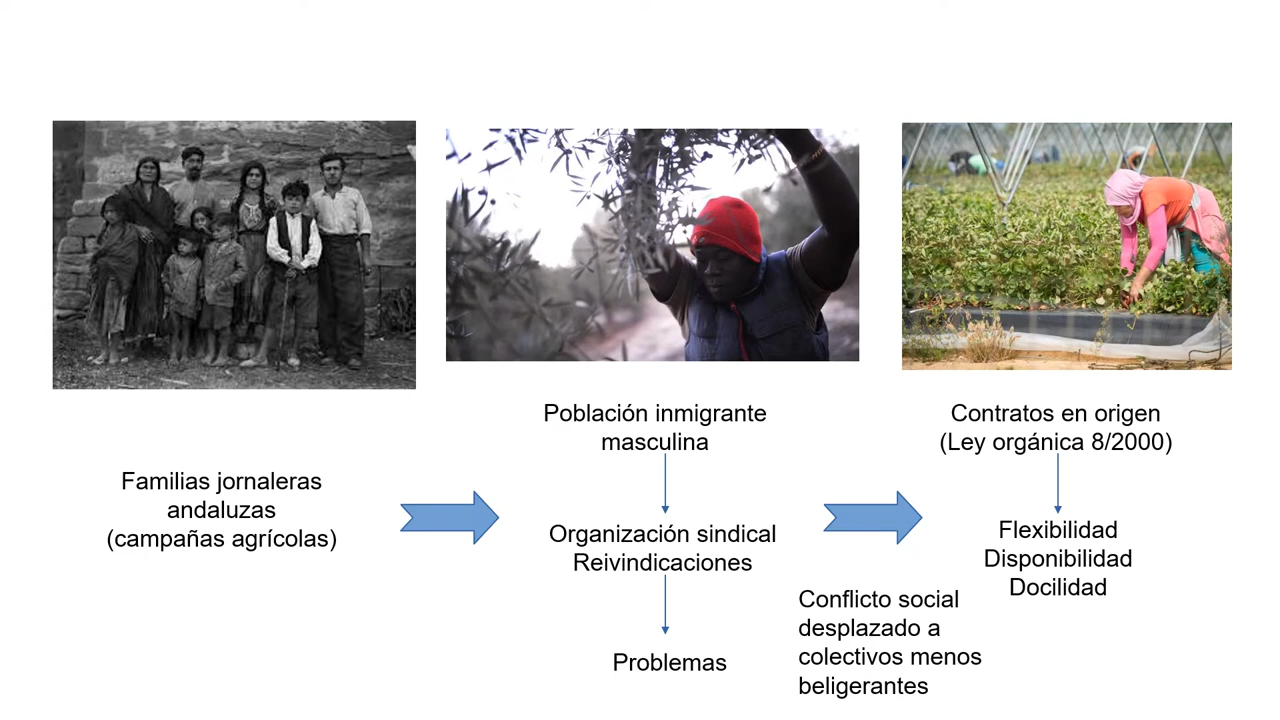 Familias jornaleras
andaluzas
(campañas agrícolas)
Población inmigrante
masculina
Organización sindical
Reivindicaciones
Problemas
Conflicto social
desplazado a
colectivos menos
beligerantes
Contratos en origen
(Ley orgánica 8/2000)
Flexibilidad
Disponibilidad
Docilidad